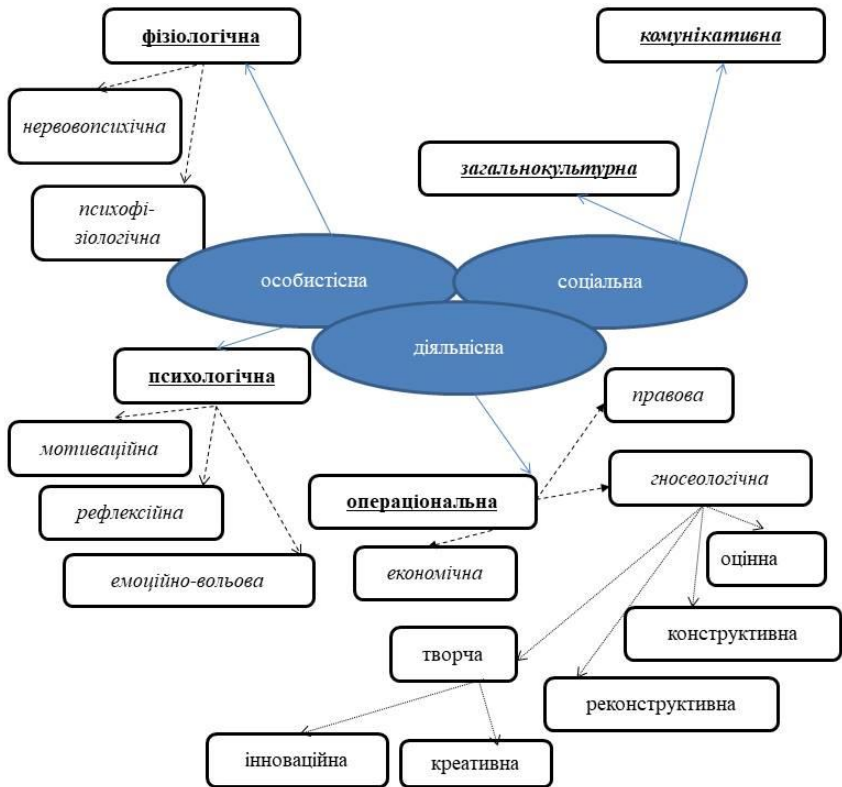 фізіологічна
комунікативна
нервовопсихічна
загальнокультурна
психофі-
зіологічна
особистісна
соціальна
діяльнісна
психологічна
правова
мотиваційна
гносеологічна
рефлексійна
операціональна
оцінна
емоційно-вольова
економічна
конструктивна
творча
реконструктивна
інноваційна
креативна